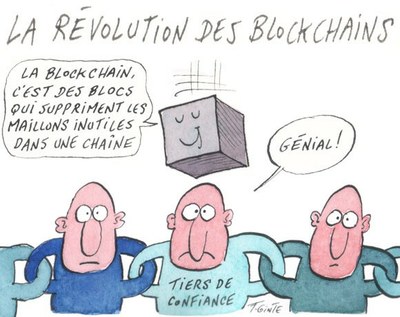 LA RÉVOLUTION DES BLOCKCHAINS
LA BLOCKCHAIN,
C'EST DES BLOCS
QUI SUPPRIMENT LES
MAILLONS INUTILES
DANS UNE CHAÎNE
GÉNIAL!
TIERS DE
CONFIANCE